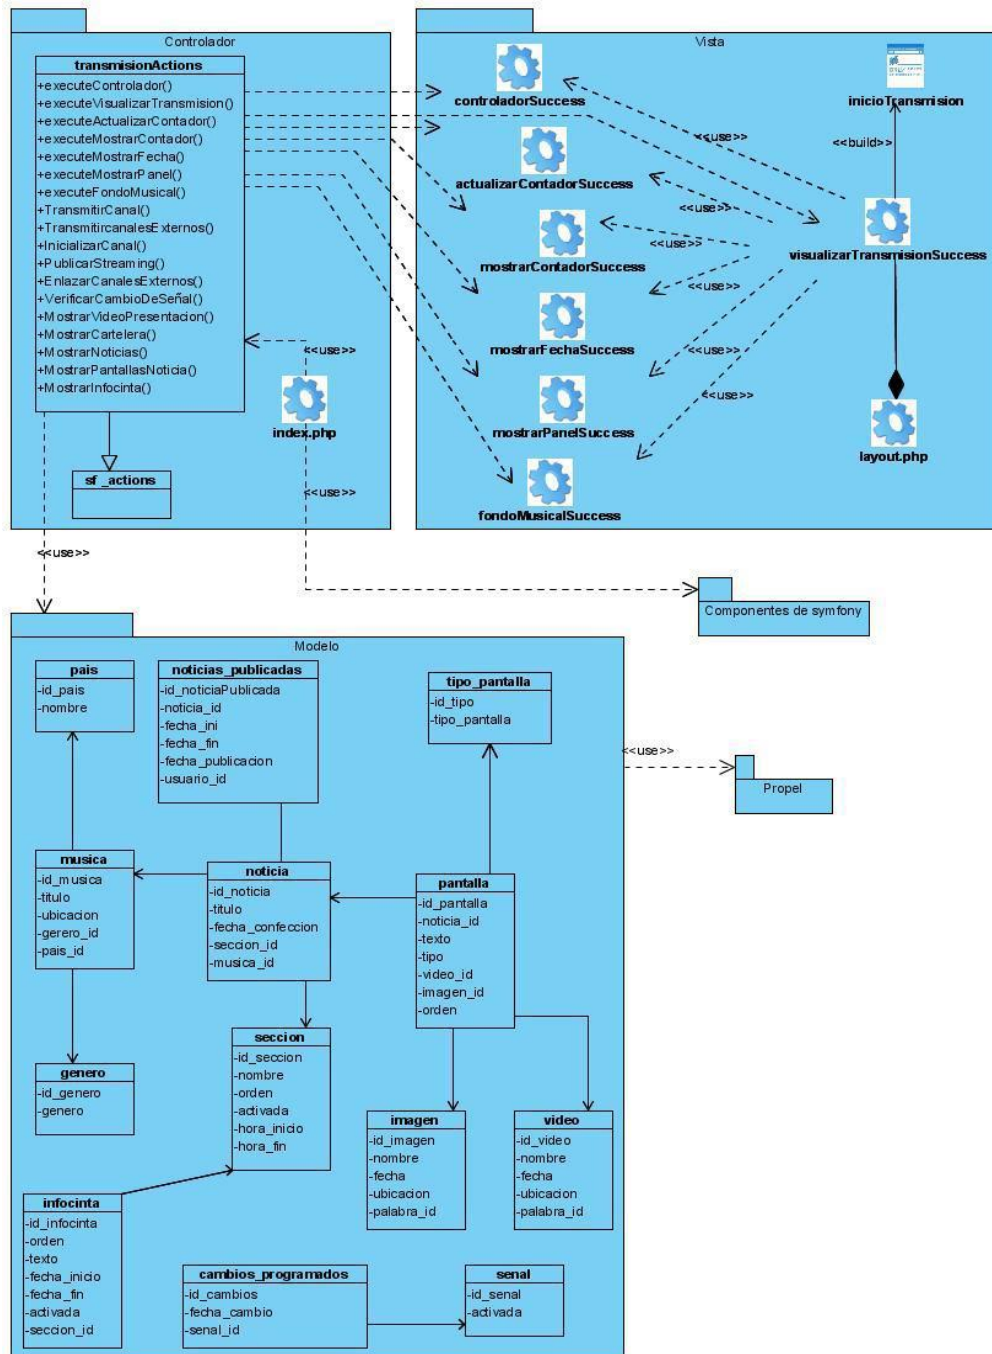 Controlador
transmisionActions
+executeControlador()
+executeVisualizarTransmision()
+executeActualizarContador()
+executeMostrarContador()
+executeMostrarFecha()
+executeMostrarPanel()
+executeFondoMusical()
+TransmitirCanal()
+TransmitircanalesExternos()
+InicializarCanal()
+PublicarStreaming()
+EnlazarCanalesExternos()
+VerificarCambioDeSeñal()
+MostrarVideoPresentacion()
+MostrarCartelera()
+MostrarNoticias()
+MostrarPantallasNoticia()
+MostrarInfocinta()
<<use>>
index.php
sf_actions
<<use>>
<<use>>
Vista
controladorSuccess
inicioTransmision
<<use>>
<<build>>
actualizarContadorSuccess
<<use>>
mostrarContadorSuccess
<<use>>
visualizarTransmisionSuccess
<<use>>
mostrarFechaSuccess
<<use>>
<<use>>
mostrarPanelSuccess
layout.php
fondoMusicalSuccess
Componentes de symfony
Modelo
pais
-id_pais
-nombre
noticias_publicadas
-id_noticiaPublicada
-noticia_id
-fecha_ini
-fecha_fin
-fecha_publicacion
-usuario_id
tipo_pantalla
-id_tipo
-tipo_pantalla
<<use>>
Propel
musica
-id_musica
-titulo
-ubicacion
-gerero_id
-pais_id
noticia
-id_noticia
-titulo
-fecha_confeccion
-seccion_id
-musica_id
pantalla
-id_pantalla
-noticia_id
-texto
-tipo
-video_id
-imagen_id
-orden
genero
-id_genero
-genero
seccion
-id_seccion
-nombre
-orden
-activada
-hora_inicio
-hora_fin
imagen
-id_imagen
-nombre
-fecha
-ubicacion
-palabra_id
video
-id_video
-nombre
-fecha
-ubicacion
-palabra_id
infocinta
-id_infocinta
-orden
-texto
-fecha_inicio
-fecha_fin
-activada
-seccion_id
cambios_programados
-id_cambios
-fecha_cambio
-senal_id
senal
-id_senal
-activada